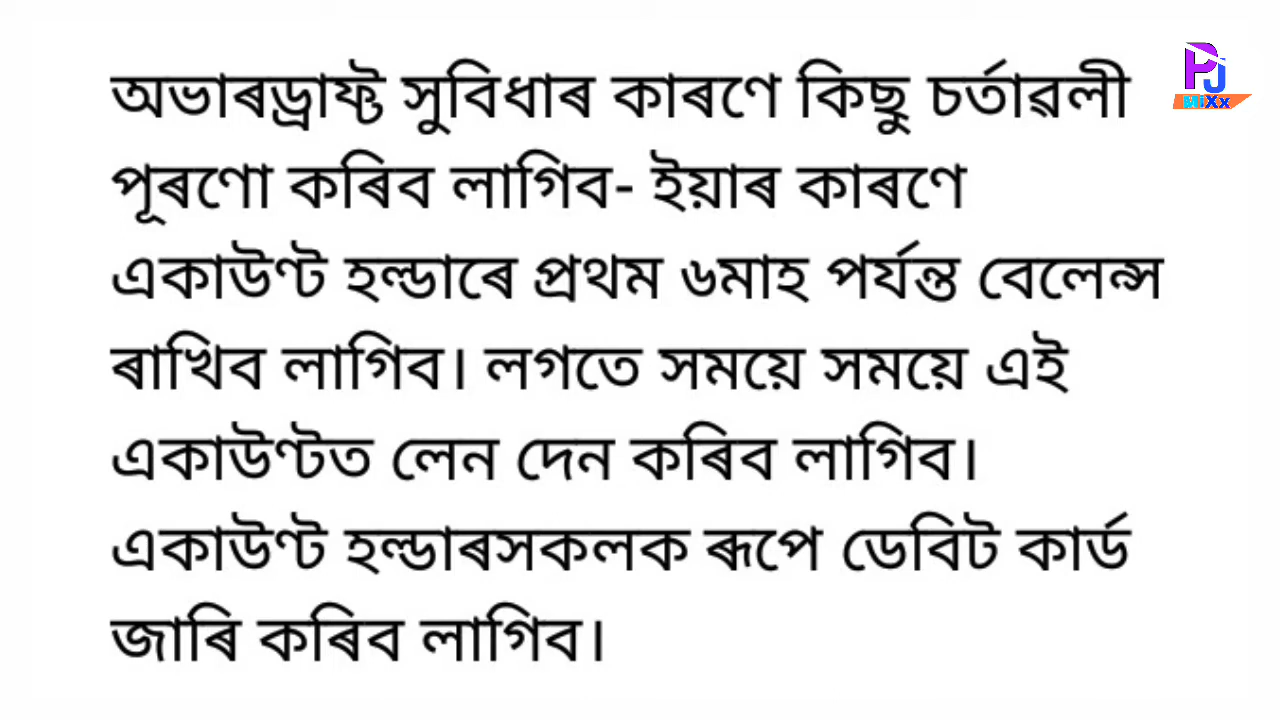 অভাৰড্ৰাফ্ট সুবিধাৰ কাৰণে কিছু চৰ্তাৱলী
পূৰণো কৰিব লাগিব- ইয়াৰ কাৰণে
একাউণ্ট হল্ডাৰে প্ৰথম ৬মাহ পৰ্যন্ত বেলেন্স
ৰাখিব লাগিব। লগতে সময়ে সময়ে এই
একাউণ্টত লেন দেন কৰিব লাগিব।
একাউণ্ট হল্ডাৰসকলক ৰূপে ডেবিট কাৰ্ড
জাৰি কৰিব লাগিব।
PJ
MiXx